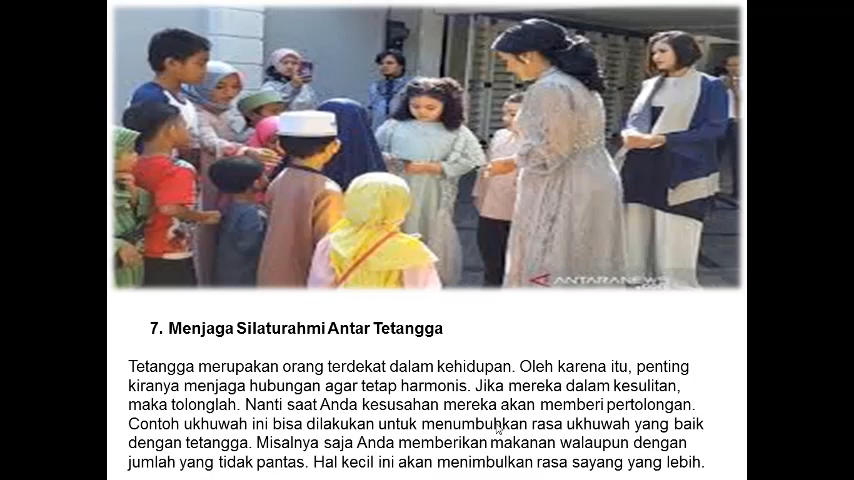 ANTARANEWS
7. Menjaga Silaturahmi Antar Tetangga
Tetangga merupakan orang terdekat dalam kehidupan. Oleh karena itu, penting
kiranya menjaga hubungan agar tetap harmonis. Jika mereka dalam kesulitan,
maka tolonglah. Nanti saat Anda kesusahan mereka akan memberi pertolongan.
Contoh ukhuwah ini bisa dilakukan untuk menumbuhkan rasa ukhuwah yang baik
dengan tetangga. Misalnya saja Anda memberikan makanan walaupun dengan
jumlah yang tidak pantas. Hal kecil ini akan menimbulkan rasa sayang yang lebih.